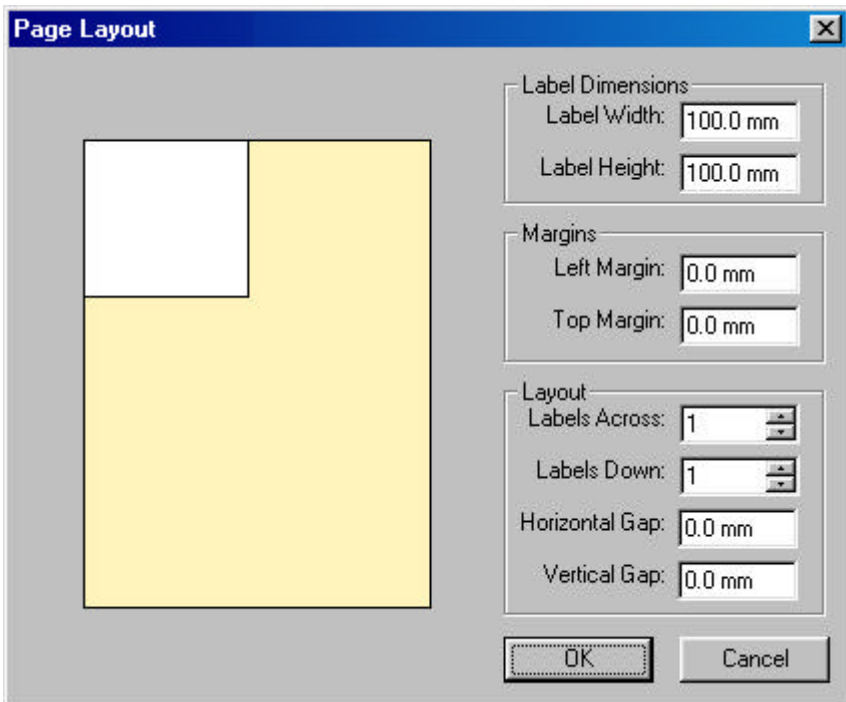 Page Layout
Label Dimensions
Label Width: 100.0 mm
Label Height: 100.0 mm
Margins
Left Margin: 0.0 mm
Top Margin: 0.0 mm
Layout
Labels Across: 1
Labels Down: 1
Horizontal Gap: 0.0 mm
Vertical Gap: 0.0 mm
OK Cancel